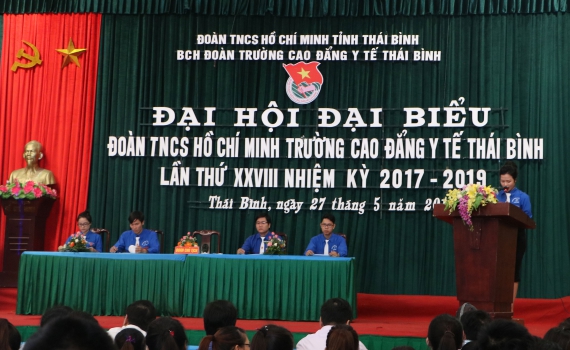 ĐOÀN TNCS HỒ CHÍ MINH TỈNH THÁI BÌNH
BCH ĐOÀN TRƯỜNG CAO ĐẲNG Y TẾ THÁI BÌNH
ĐẠI HỘI ĐẠI BIỂU
ĐOÀN TNCS HỒ CHÍ MINH TRƯỜNG CAO ĐẲNG Y TẾ THÁI BÌNH
LẦN THỨ XXVIII NHIỆM KỲ 2017 - 2019
Thái Bình, ngày 27 tháng 5 năm